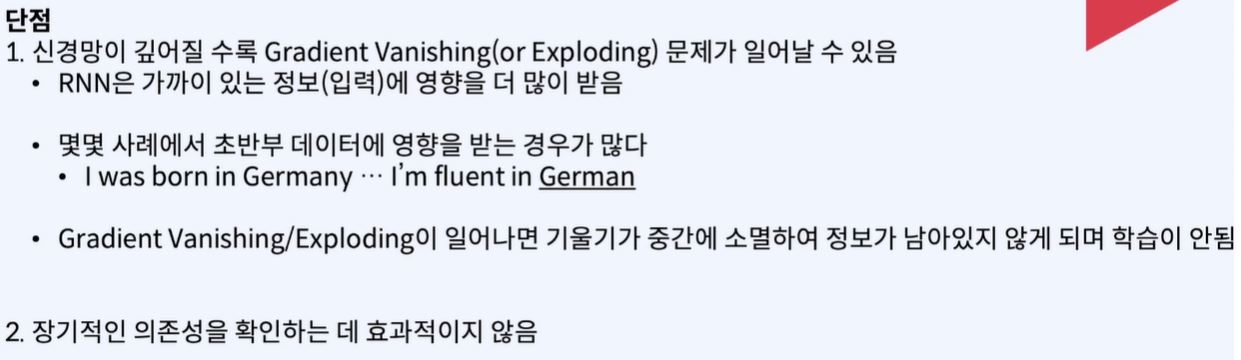 단점
1. 신경망이 깊어질 수록 Gradient Vanishing(or Exploding) 문제가 일어날 수 있음
• RNN은 가까이 있는 정보(입력)에 영향을 더 많이 받음
• 몇몇 사례에서 초반부 데이터에 영향을 받는 경우가 많다
• I was born in Germany ⋯ I’m fluent in German
• Gradient Vanishing/Exploding이 일어나면 기울기가 중간에 소멸하여 정보가 남아있지 않게 되며 학습이 안됨
2. 장기적인 의존성을 확인하는 데 효과적이지 않음